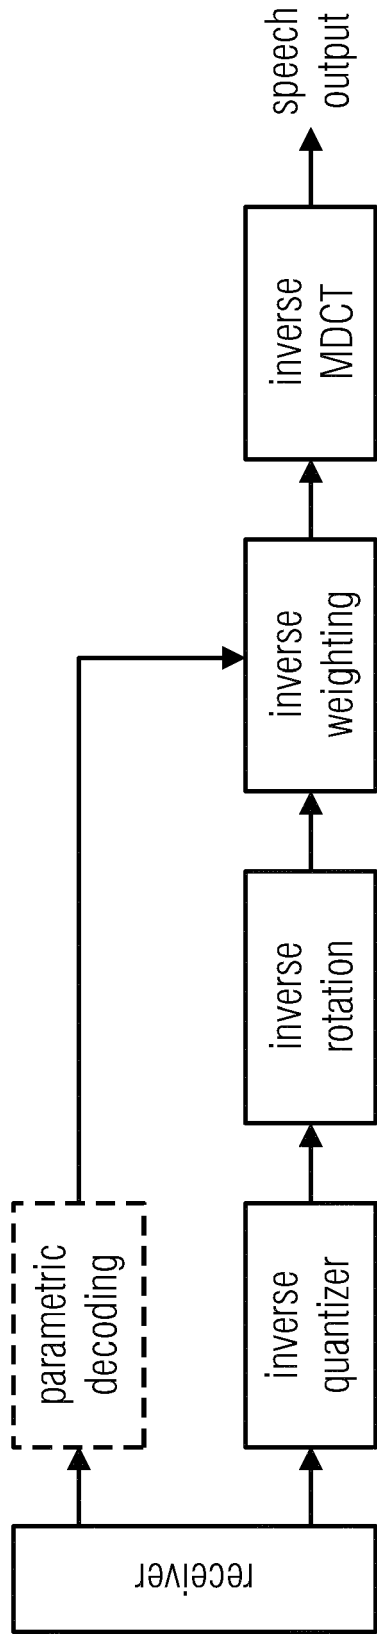 receiver
parametric
decoding
inverse
quantizer
inverse
rotation
inverse
weighting
inverse
MDCT
speech
output